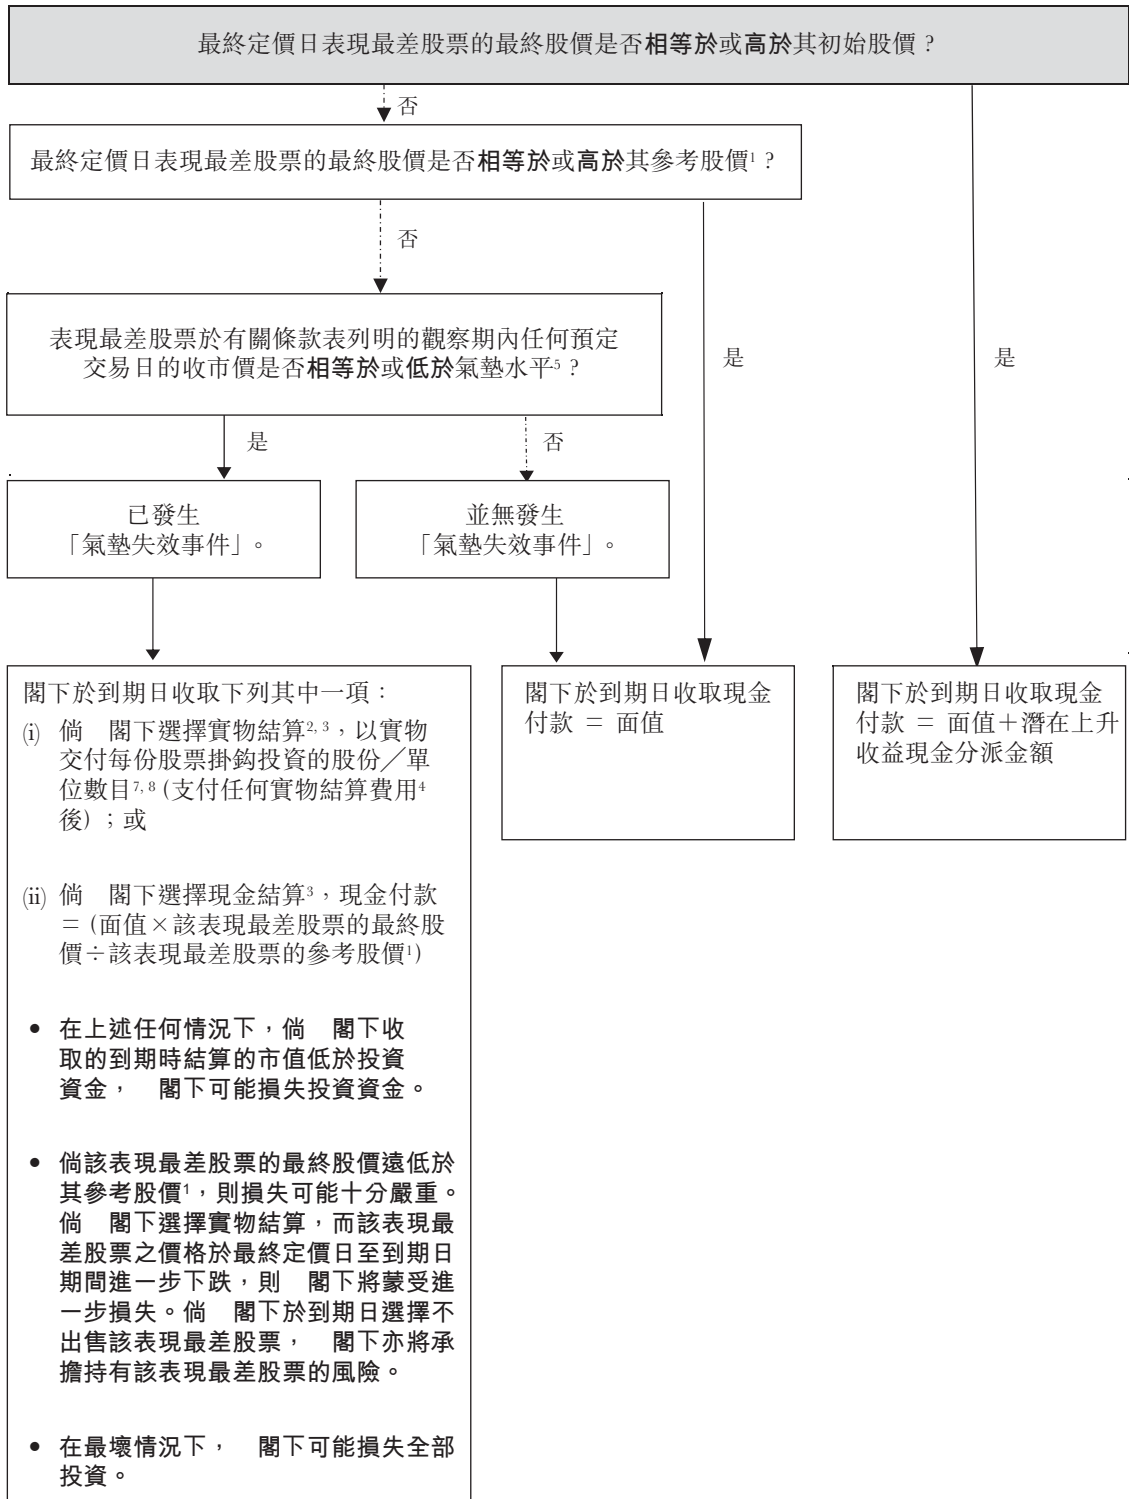 最終定價日表現最差股票的最終股價是否相等於或高於其初始股價？
否
最終定價日表現最差股票的最終股價是否相等於或高於其參考股價1？
否
表現最差股票於有關條款表列明的觀察期內任何預定
交易日的收市價是否相等於或低於氣墊水平5？
是
是
是
否
已發生
「氣墊失效事件」。
並無發生
「氣墊失效事件」。
閣下於到期日收取下列其中一項：
(i) 倘　閣下選擇實物結算2, 3，以實物
交付每份股票掛鈎投資的股份／單
位數目7, 8 (支付任何實物結算費用4
後)；或
(ii) 倘　閣下選擇現金結算3，現金付款
= (面值×該表現最差股票的最終股
價÷該表現最差股票的參考股價1)
• 在上述任何情況下，倘　閣下收
取的到期時結算的市值低於投資
資金，　閣下可能損失投資資金。
• 倘該表現最差股票的最終股價遠低於
其參考股價1，則損失可能十分嚴重。
倘　閣下選擇實物結算，而該表現最
差股票之價格於最終定價日至到期日
期間進一步下跌，則　閣下將蒙受進
一步損失。倘　閣下於到期日選擇不
出售該表現最差股票，　閣下亦將承
擔持有該表現最差股票的風險。
• 在最壞情況下，　閣下可能損失全部
投資。
閣下於到期日收取現金
付款 = 面值
閣下於到期日收取現金
付款 = 面值＋潛在上升
收益現金分派金額